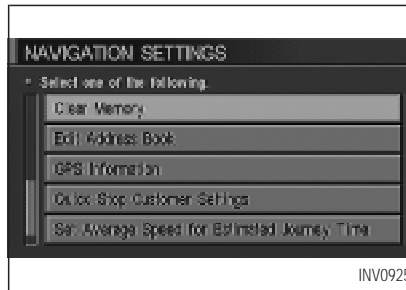 NAVIGATION SETTINGS
Select one of the following.
Clear Memory
Edit Address Book
GPS Information
Quick Stop Customer Settings
Set Average Speed for Estimated Journey Time
INV0925